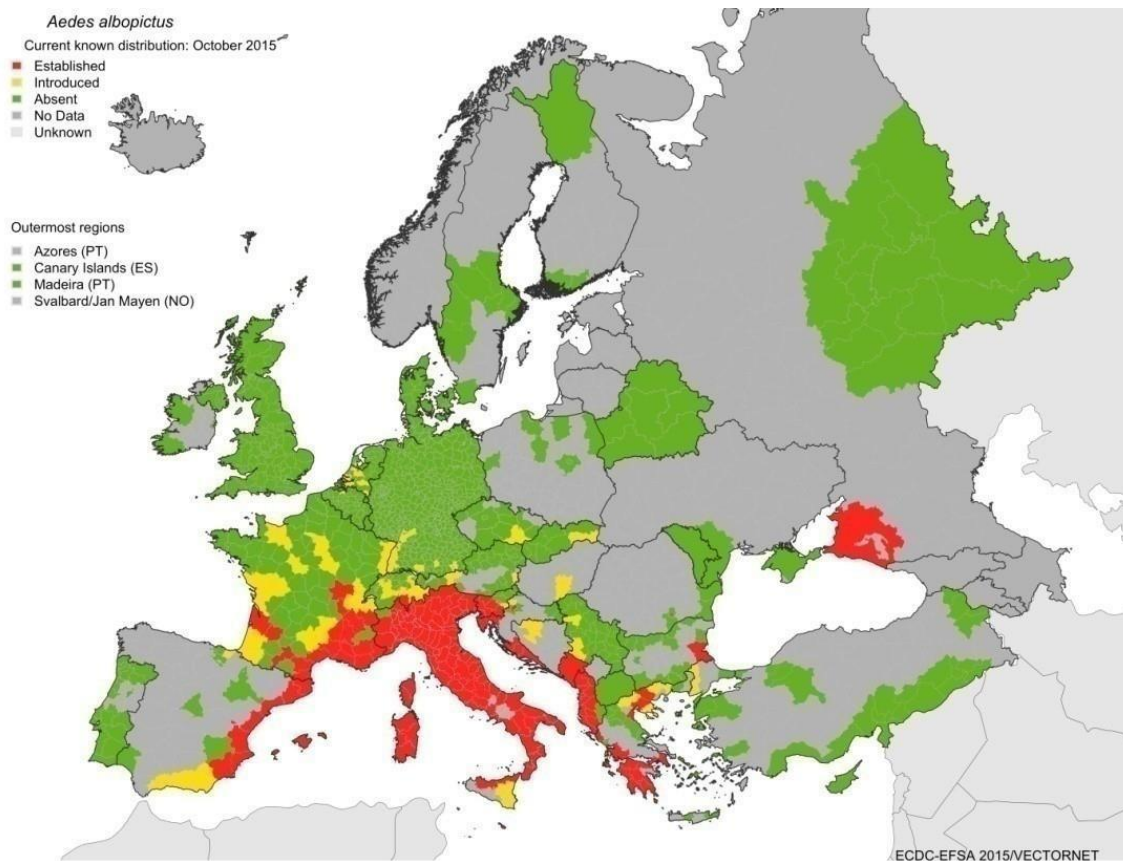 Aedes albopictus
Current known distribution: October 2015
Established
Introduced
Absent
No Data
Unknown
Outermost regions
Azores (PT)
Canary Islands (ES)
Madeira (PT)
Svalbard/Jan Mayen (NO)
ECDC-EFSA 2015/VECTORNET